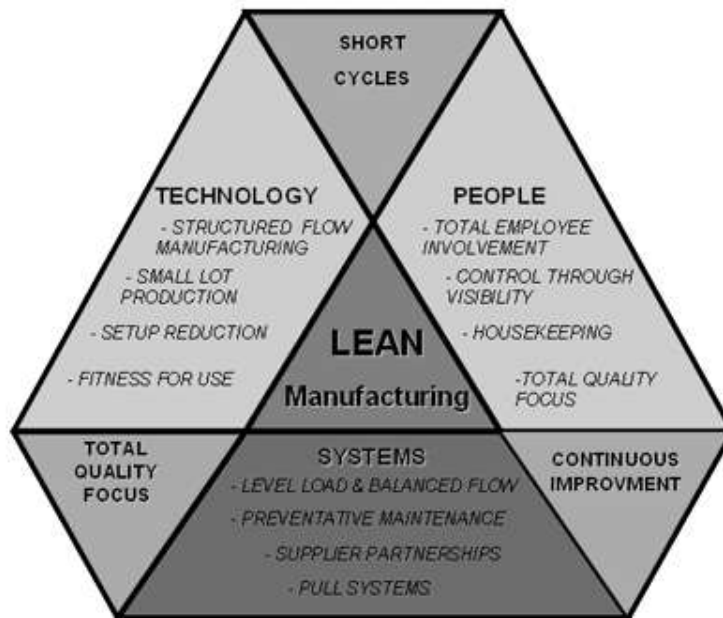 SHORT
CYCLES
TECHNOLOGY
- STRUCTURED FLOW
MANUFACTURING
- SMALL LOT
PRODUCTION
- SETUP REDUCTION
- FITNESS FOR USE
PEOPLE
- TOTAL EMPLOYEE
INVOLVEMENT
- CONTROL THROUGH
VISIBILITY
- HOUSEKEEPING
-TOTAL QUALITY
FOCUS
LEAN
Manufacturing
TOTAL
QUALITY
FOCUS
SYSTEMS
- LEVEL LOAD & BALANCED FLOW
- PREVENTATIVE MAINTENANCE
- SUPPLIER PARTNERSHIPS
- PULL SYSTEMS
CONTINUOUS
IMPROVMENT